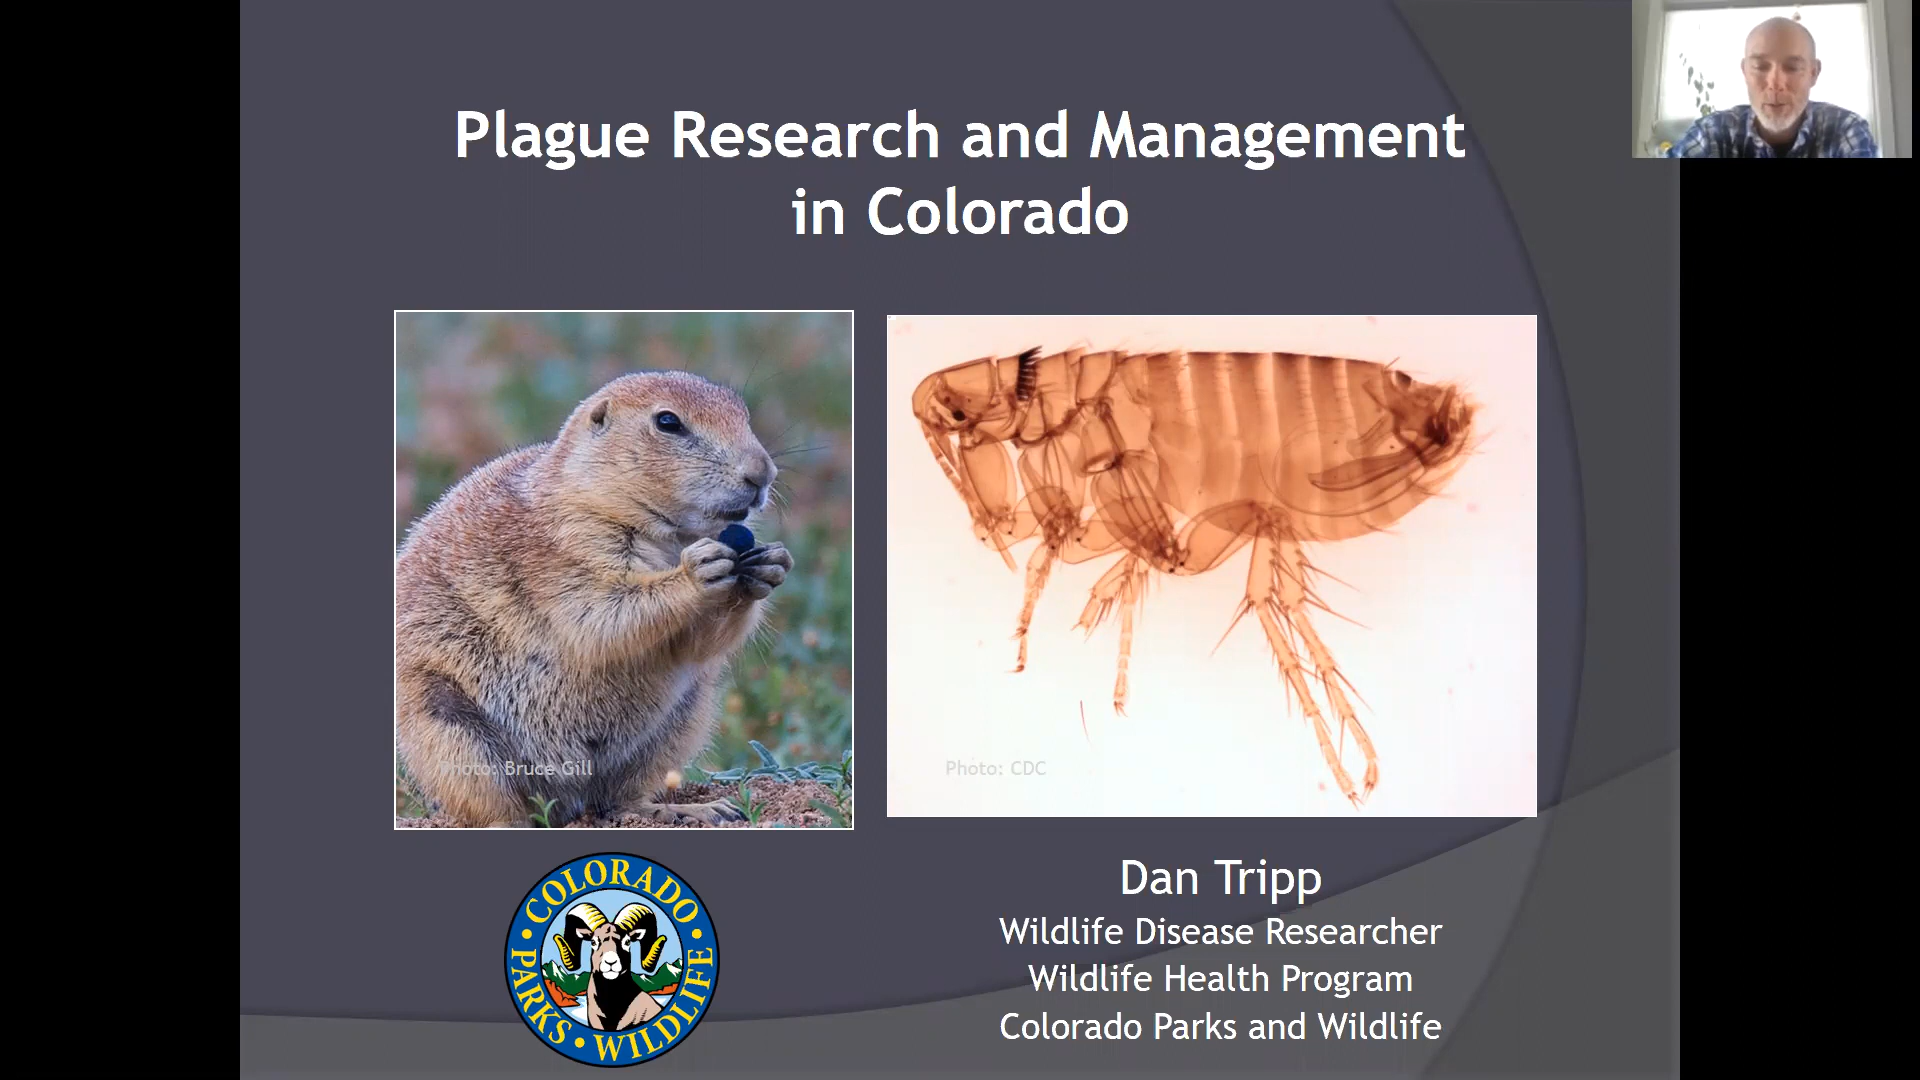 Plague Research and Management
in Colorado
Photo: Bruce Gill
Photo: CDC
COLORADO
PARKS • WILDLIFE
Dan Tripp
Wildlife Disease Researcher
Wildlife Health Program
Colorado Parks and Wildlife